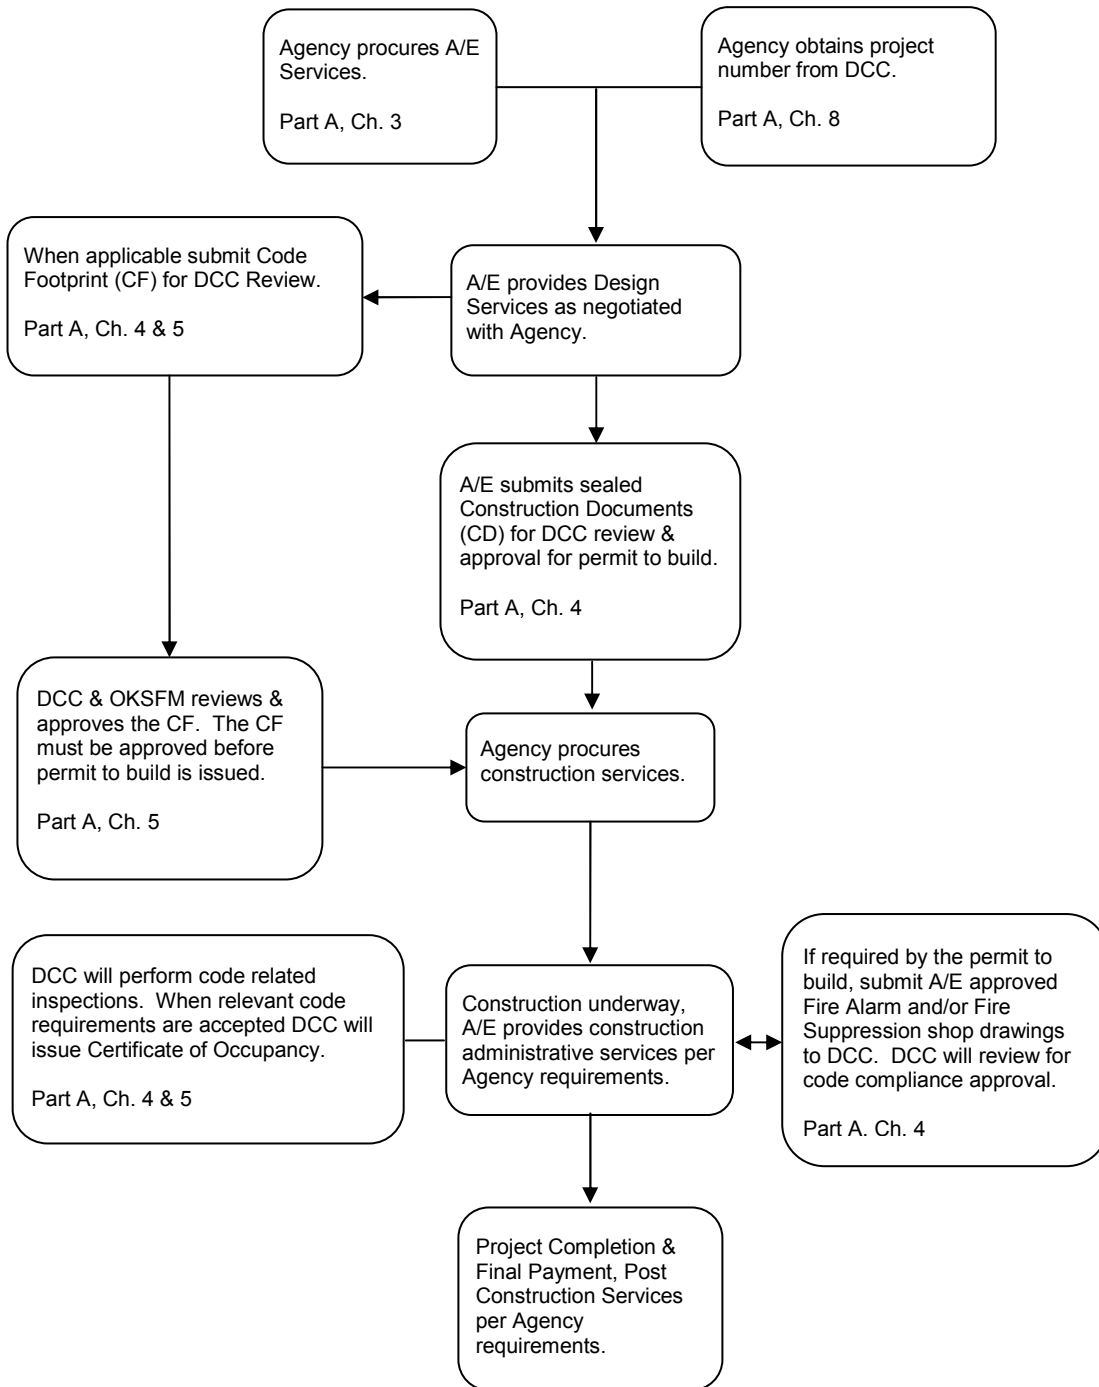 Agency procures A/E
Services.
Part A, Ch. 3
Agency obtains project
number from DCC.
Part A, Ch. 8
When applicable submit Code
Footprint (CF) for DCC Review.
Part A, Ch. 4 & 5
A/E provides Design
Services as negotiated
with Agency.
A/E submits sealed
Construction Documents
(CD) for DCC review &
approval for permit to build.
Part A, Ch. 4
DCC & OKSFM reviews &
approves the CF.  The CF
must be approved before
permit to build is issued.
Part A, Ch. 5
Agency procures
construction services.
DCC will perform code related
inspections.  When relevant code
requirements are accepted DCC will
issue Certificate of Occupancy.
Part A, Ch. 4 & 5
Construction underway,
A/E provides construction
administrative services per
Agency requirements.
If required by the permit to
build, submit A/E approved
Fire Alarm and/or Fire
Suppression shop drawings
to DCC.  DCC will review for
code compliance approval.
Part A. Ch. 4
Project Completion &
Final Payment, Post
Construction Services
per Agency
requirements.